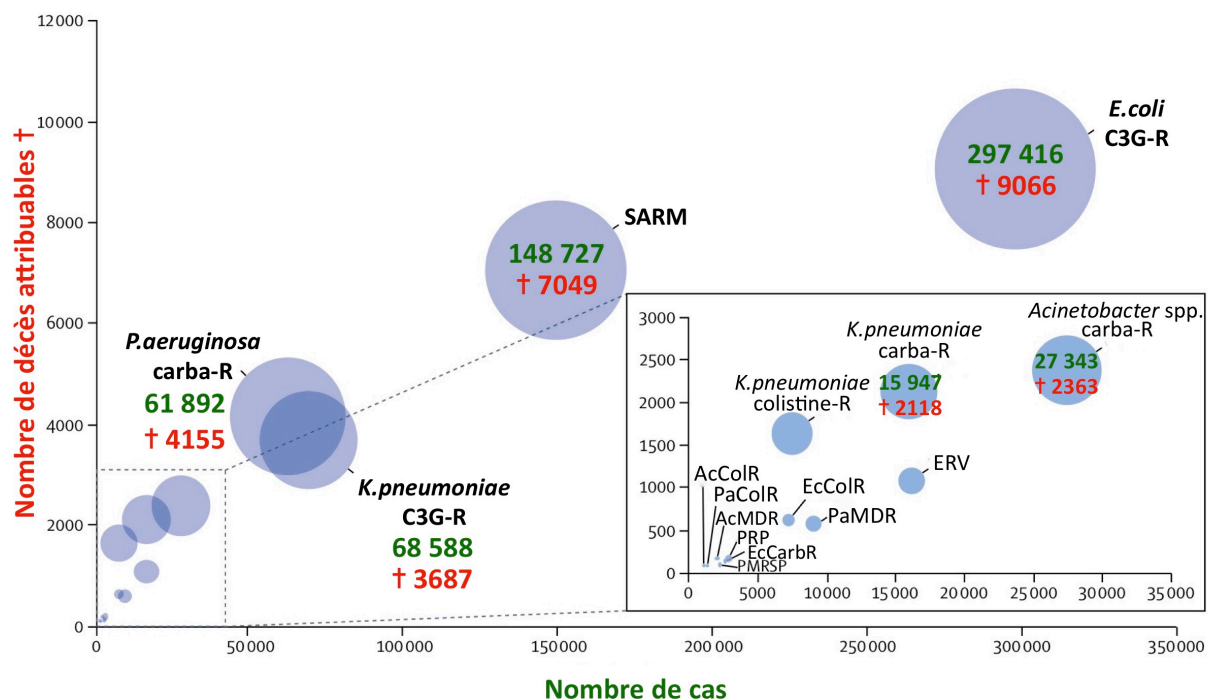 12000
10000
8000
6000
4000
2000
0
Nombre de décès attribuables †
E.coli
C3G-R
297 416
† 9066
SARM
148 727
† 7049
P.aeruginosa
carba-R
61 892
† 4155
K.pneumoniae
C3G-R
68 588
† 3687
3000
2500
2000
1500
1000
500
0
Acinetobacter spp.
carba-R
27 343
† 2363
K.pneumoniae
carba-R
15 947
† 2118
K.pneumoniae
colistine-R
ERV
AcColR
PaColR
EcColR
AcMDR
PaMDR
PRP
EcCarbR
PMRSP
0 5000 10000 15000 20000 25000 30000 35000
0 50000 100000 150000 200000 250000 300000 350000
Nombre de cas